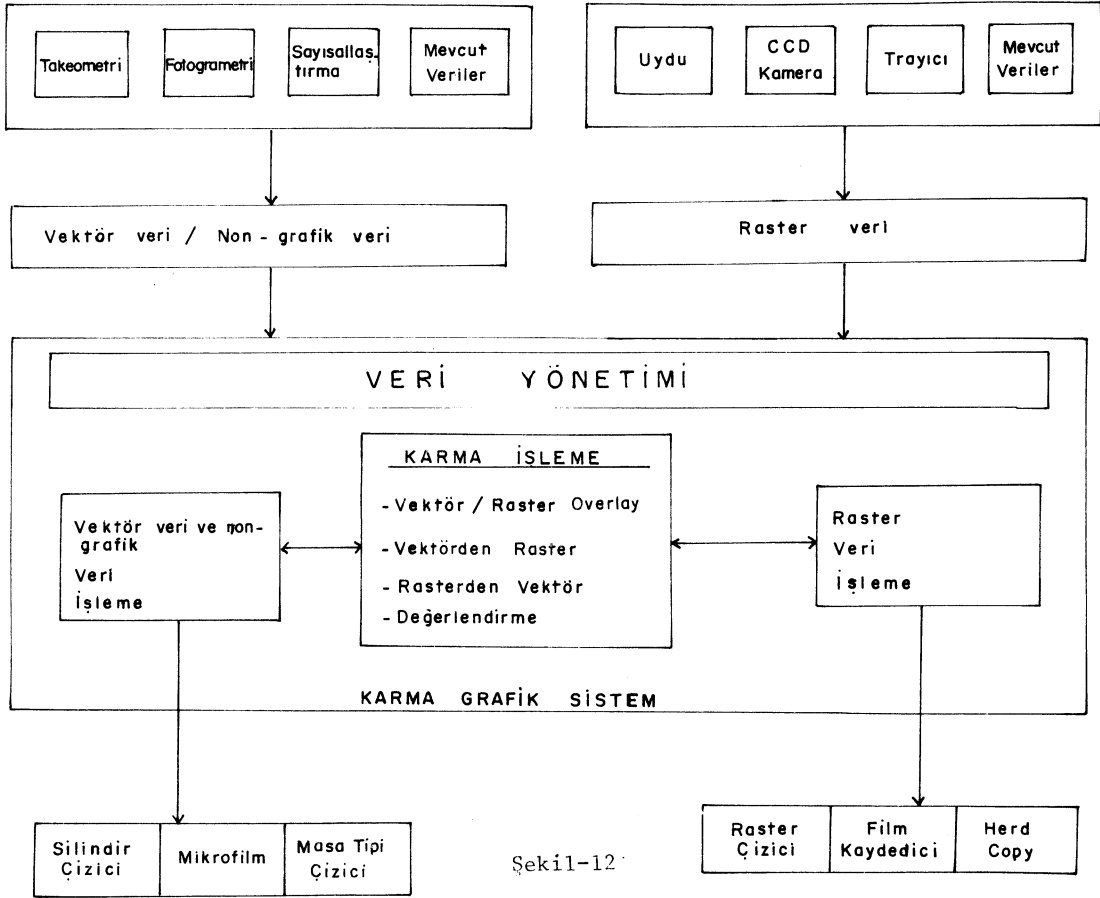 Takeometri
Fotogrametri
Sayısallaş-
tırma
Mevcut
Veriler
Uydu
CCD
Kamera
Trayıcı
Mevcut
Veriler
Vektör veri / Non - grafik veri
Raster veri
VERİ YÖNETİMİ
KARMA İŞLEME
- Vektör / Raster Overlay
- Vektörden Raster
- Rasterden Vektör
- Değerlendirme
Vektör veri ve non-
grafik
Veri
İşleme
Raster
Veri
İşleme
KARMA GRAFİK SİSTEM
Silindir
Çizici
Mikrofilm
Masa Tipi
Çizici
Raster
Çizici
Film
Kaydedici
Herd
Copy
Şekil-12